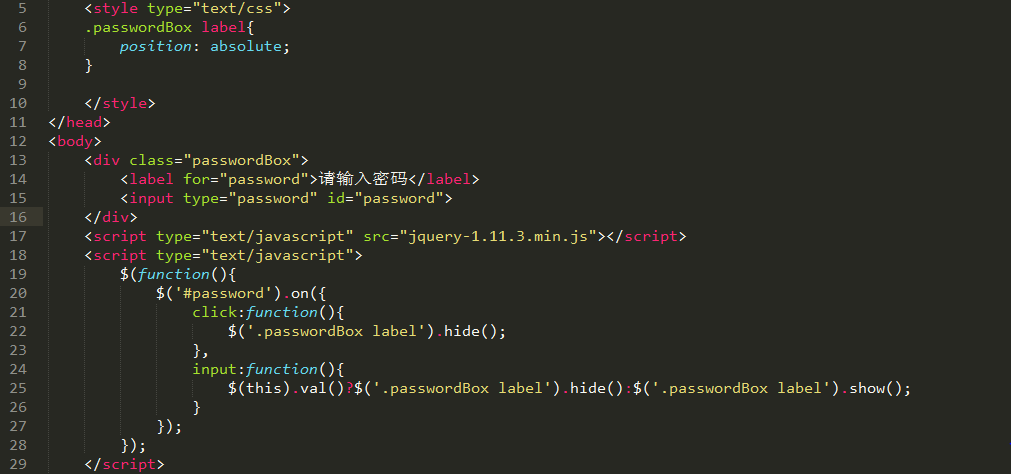 5 <style type="text/css">
6 .passwordBox label{
7 position: absolute;
8 }
9
10 </style>
11 </head>
12 <body>
13 <div class="passwordBox">
14 <label for="password">请输入密码</label>
15 <input type="password" id="password">
16 </div>
17 <script type="text/javascript" src="jquery-1.11.3.min.js"></script>
18 <script type="text/javascript">
19 $(function(){
20 $('#password').on({
21 click:function(){
22 $('.passwordBox label').hide();
23 },
24 input:function(){
25 $(this).val()?$('.passwordBox label').hide():$('.passwordBox label').show();
26 }
27 });
28 });
29 </script>